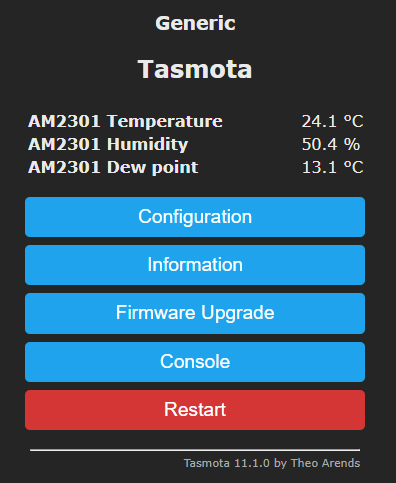 Generic
Tasmota
AM2301 Temperature 24.1 °C
AM2301 Humidity 50.4 %
AM2301 Dew point 13.1 °C
Configuration
Information
Firmware Upgrade
Console
Restart
Tasmota 11.1.0 by Theo Arends